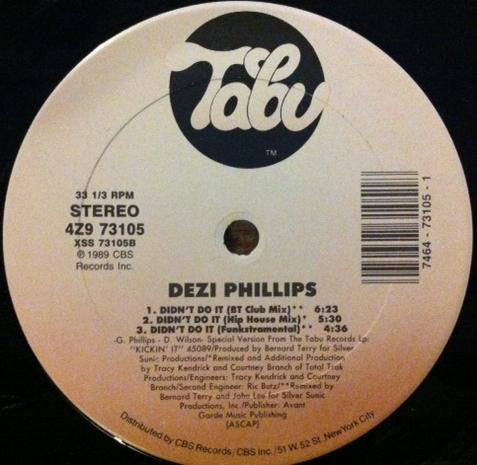 Tabu
TM
33 1/3 RPM
STEREO
4Z9 73105
XSS 73105B
℗ 1989 CBS
Records Inc.
7464 - 73105 - 1
DEZI PHILLIPS
1. DIDN'T DO IT (BT Club Mix)** 6:23
2. DIDN'T DO IT (Hip House Mix)* 5:30
3. DIDN'T DO IT (Funkstramental)** 4:36
-G. Phillips - D. Wilson- Special Version From The Tabu Records Lp:
"KICKIN' IT" 45089/Produced by Bernard Terry for Silver
Sunic Productions/*Remixed and Additional Production
by Tracy Kendrick and Courtney Branch of Total Trak
Productions/Engineers: Tracy Kendrick and Courtney
Branch/Second Engineer: Ric Butz/**Remixed by
Bernard Terry and John Lee for Silver Sunic
Productions, Inc./Publisher: Avant
Garde Music Publishing
(ASCAP)
Distributed by CBS Records/ CBS Inc./ 51 W. 52 St. New York City